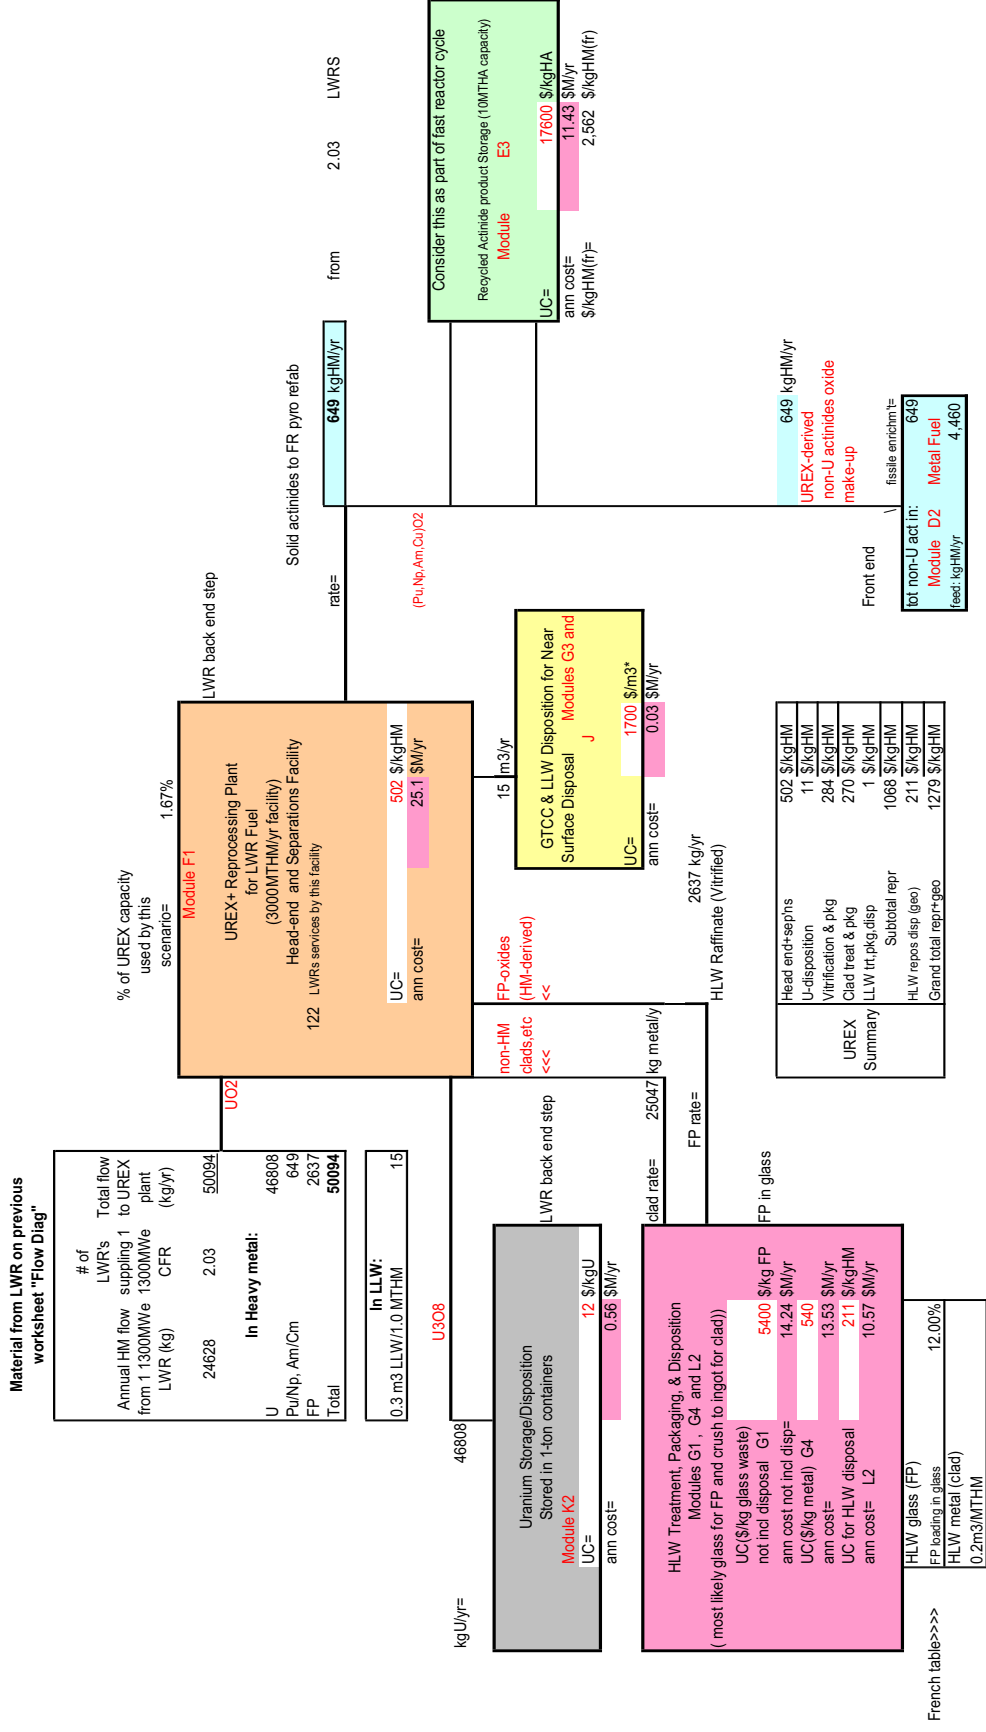 Material from LWR on previous
worksheet "Flow Diag"
Annual HM flow
from 1 1300MWe
LWR (kg)
# of
LWR's
suppling 1
1300MWe
CFR
Total flow
to UREX
plant
(kg/yr)
24628 2.03 50094
In Heavy metal:
U 46808
Pu/Np, Am/Cm 649
FP 2637
Total 50094
In LLW:
0.3 m3 LLW/1.0 MTHM 15
UO2
% of UREX capacity
used by this
scenario= 1.67%
Module F1
UREX+ Reprocessing Plant
for LWR Fuel
(3000MTHM/yr facility)
Head-end and Separations Facility
122 LWRs services by this facility
UC= 502 $/kgHM
ann cost= 25.1 $M/yr
LWR back end step
Solid actinides to FR pyro refab
rate= 649 kgHM/yr from 2.03 LWRS
(Pu,Np,Am,Cu)O2
Consider this as part of fast reactor cycle
Recycled Actinide product Storage (10MTHA capacity)
Module E3
UC= 17600 $/kgHA
ann cost= 11.43 $M/yr
$/kgHM(fr)= 2,562 $/kgHM(fr)
U3O8
kgU/yr= 46808
Uranium Storage/Disposition
Stored in 1-ton containers
Module K2
UC= 12 $/kgU
ann cost= 0.56 $M/yr
LWR back end step
non-HM
clads,etc
<<<
FP-oxides
(HM-derived)
<<
15 m3/yr
GTCC & LLW Disposition for Near
Surface Disposal Modules G3 and
J
UC= 1700 $/m3*
ann cost= 0.03 $M/yr
clad rate= 25047 kg metal/y
FP rate= 2637 kg/yr
HLW Raffinate (Vitrified)
FP in glass
HLW Treatment, Packaging, & Disposition
Modules G1, G4 and L2
( most likely glass for FP and crush to ingot for clad))
UC($/kg glass waste)
not incl disposal G1 5400 $/kg FP
ann cost not incl disp= 14.24 $M/yr
UC($/kg metal) G4 540
ann cost= 13.53 $M/yr
UC for HLW disposal 211 $/kgHM
ann cost= L2 10.57 $M/yr
HLW glass (FP)
French table>>>> FP loading in glass 12.00%
HLW metal (clad)
0.2m3/MTHM
UREX
Summary
Head end+sep'ns 502 $/kgHM
U-disposition 11 $/kgHM
Vitrification & pkg 284 $/kgHM
Clad treat & pkg 270 $/kgHM
LLW trt,pkg,disp 1 $/kgHM
Subtotal repr 1068 $/kgHM
HLW repos disp (geo) 211 $/kgHM
Grand total repr+geo 1279 $/kgHM
649 kgHM/yr
UREX-derived
non-U actinides oxide
make-up
Front end \ fissile enrichm't=
tot non-U act in: 649
Module D2 Metal Fuel
feed: kgHM/yr 4,460